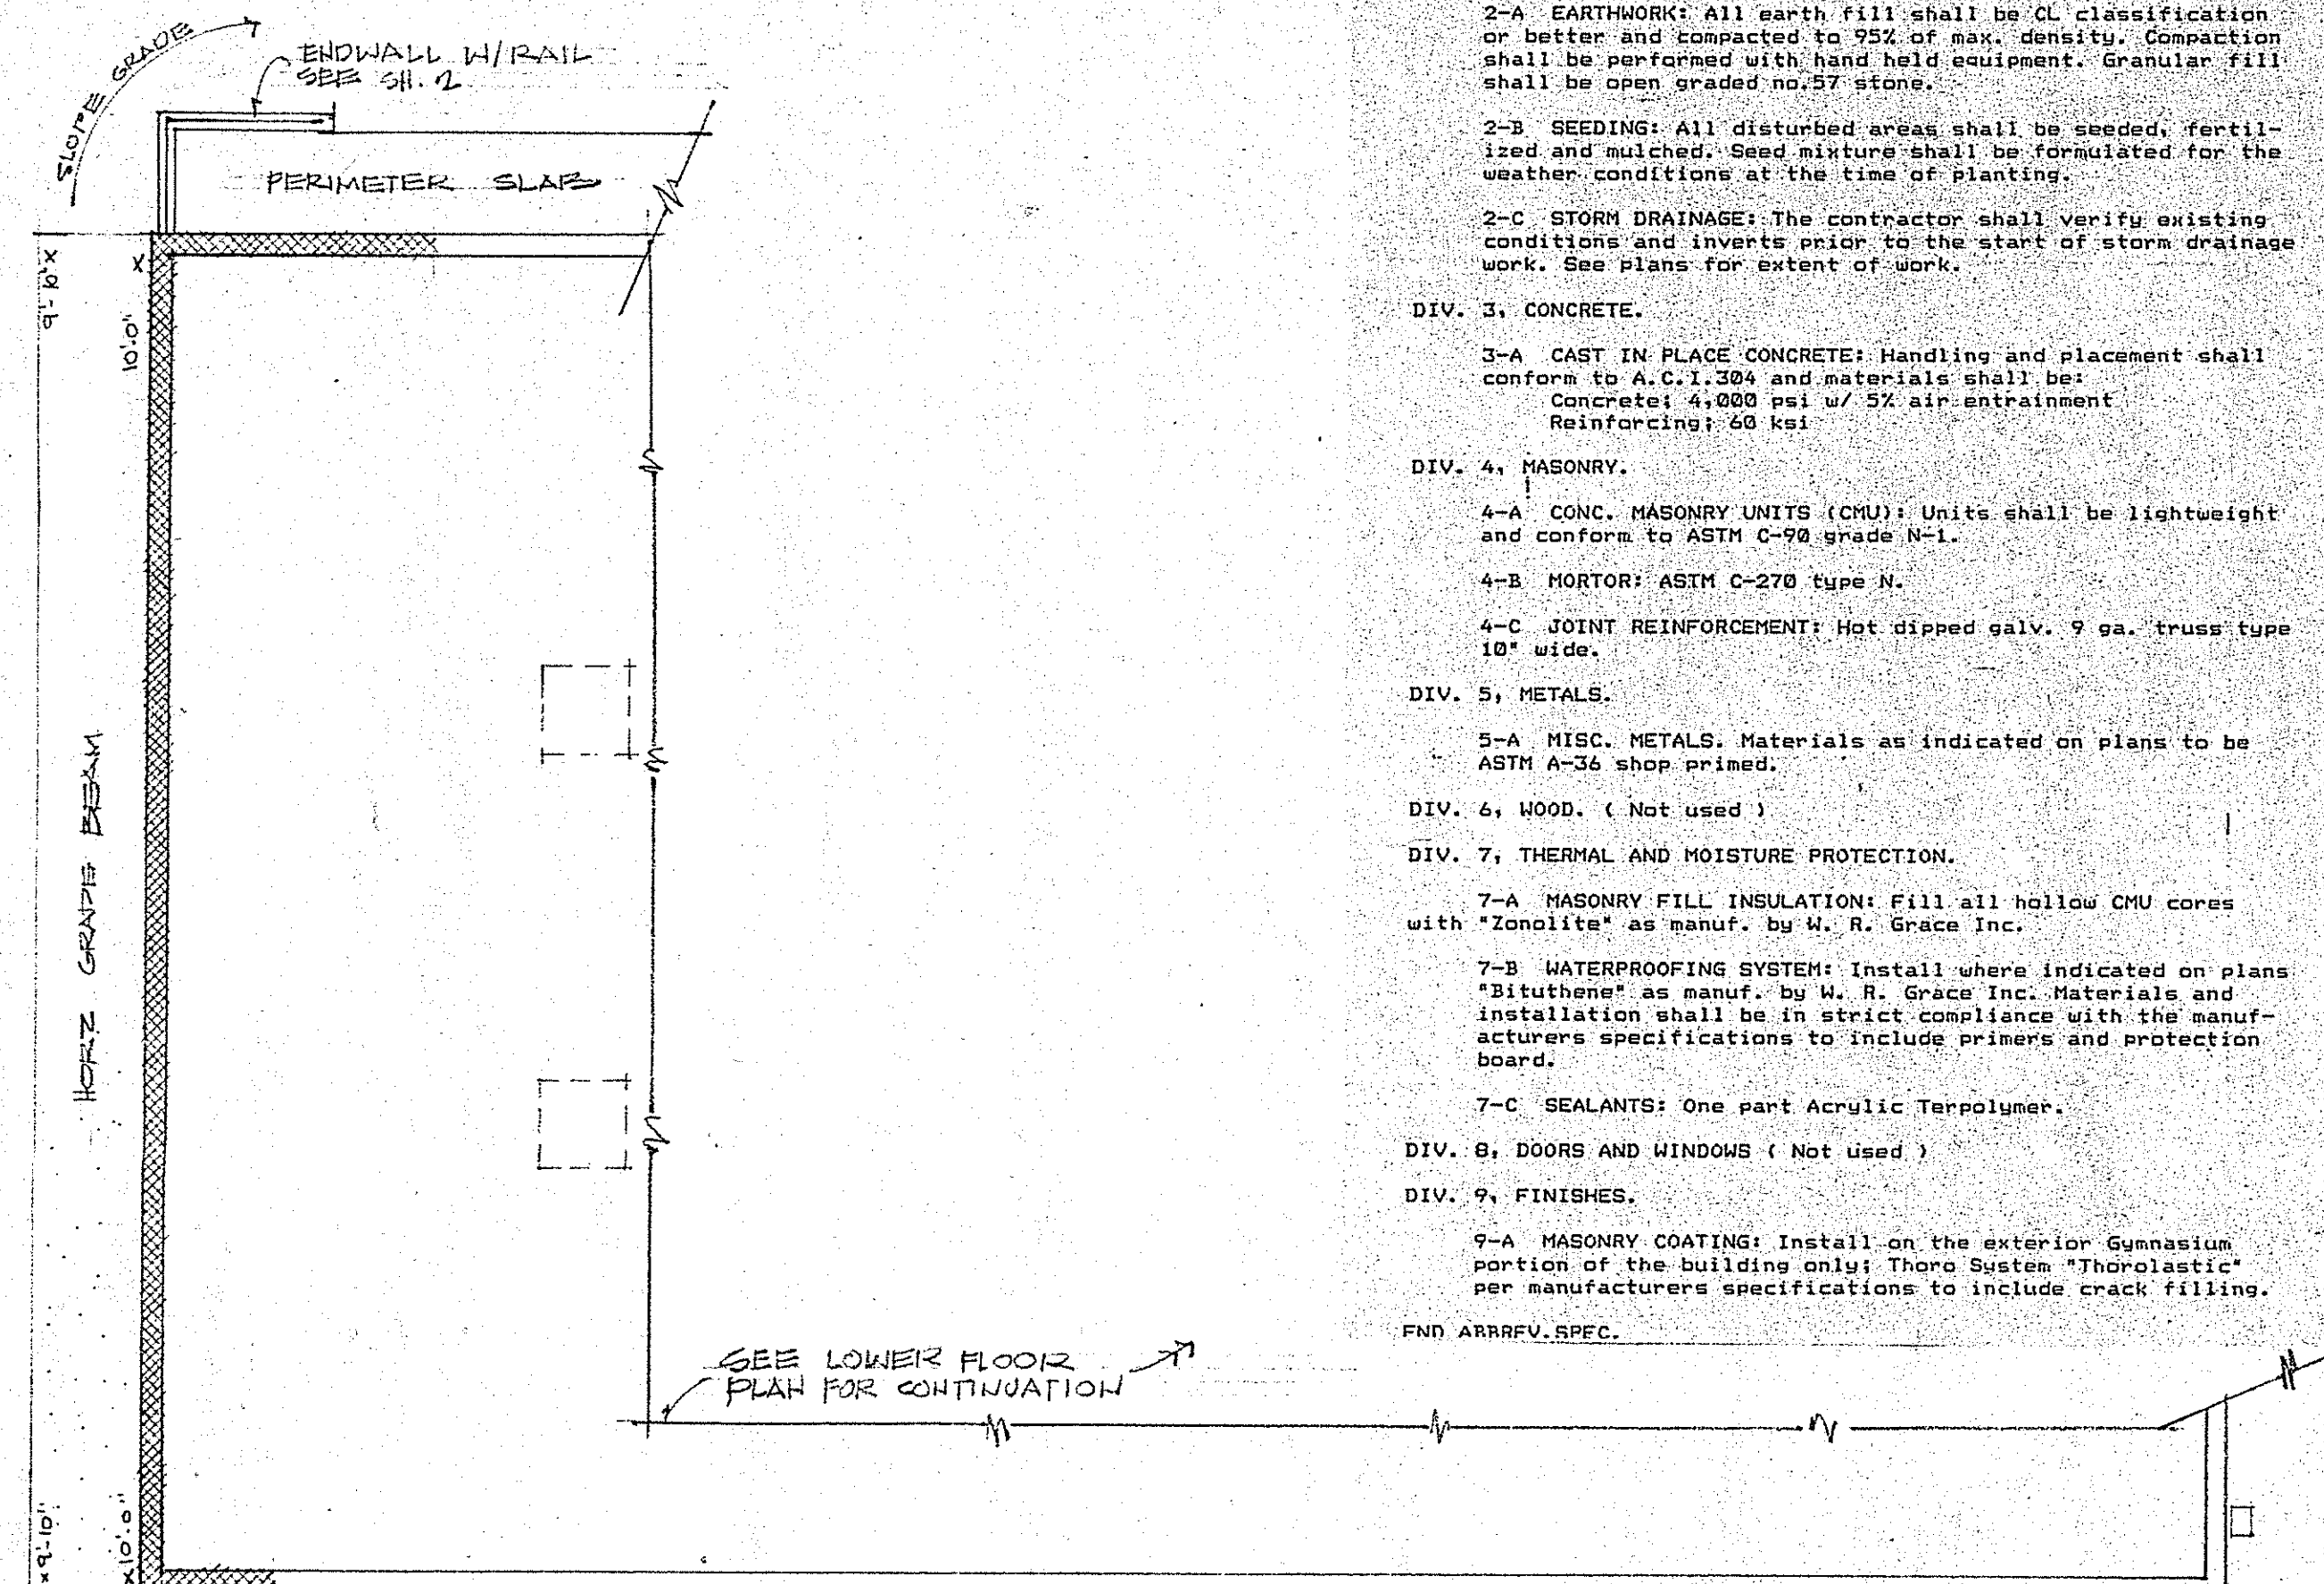 SLOPE GRADE
ENDWALL W/RAIL
SEE SH. 2
PERIMETER SLAB
9'-10"x
x
10'.0"
HORZ GRADE BEAM
SEE LOWER FLOOR
PLAN FOR CONTINUATION
x 9'-10"
x10'.0"
2-A EARTHWORK: All earth fill shall be CL classification
or better and compacted to 95% of max. density. Compaction
shall be performed with hand held equipment. Granular fill
shall be open graded no.57 stone.
2-B SEEDING: All disturbed areas shall be seeded, fertil-
ized and mulched. Seed mixture shall be formulated for the
weather conditions at the time of planting.
2-C STORM DRAINAGE: The contractor shall verify existing
conditions and inverts prior to the start of storm drainage
work. See plans for extent of work.
DIV. 3, CONCRETE.
3-A CAST IN PLACE CONCRETE: Handling and placement shall
conform to A.C.I.304 and materials shall be:
Concrete; 4,000 psi w/ 5% air entrainment
Reinforcing; 60 ksi
DIV. 4, MASONRY.
4-A CONC. MASONRY UNITS (CMU): Units shall be lightweight
and conform to ASTM C-90 grade N-1.
4-B MORTOR: ASTM C-270 type N.
4-C JOINT REINFORCEMENT: Hot dipped galv. 9 ga. truss type
10" wide.
DIV. 5, METALS.
5-A MISC. METALS. Materials as indicated on plans to be
ASTM A-36 shop primed.
DIV. 6, WOOD. ( Not used )
DIV. 7, THERMAL AND MOISTURE PROTECTION.
7-A MASONRY FILL INSULATION: Fill all hollow CMU cores
with "Zonolite" as manuf. by W. R. Grace Inc.
7-B WATERPROOFING SYSTEM: Install where indicated on plans
"Bituthene" as manuf. by W. R. Grace Inc. Materials and
installation shall be in strict compliance with the manuf-
acturers specifications to include primers and protection
board.
7-C SEALANTS: One part Acrylic Terpolymer.
DIV. 8, DOORS AND WINDOWS ( Not used )
DIV. 9, FINISHES.
9-A MASONRY COATING: Install on the exterior Gymnasium
portion of the building only; Thoro System "Thorolastic"
per manufacturers specifications to include crack filling.
END ABBREV.SPEC.